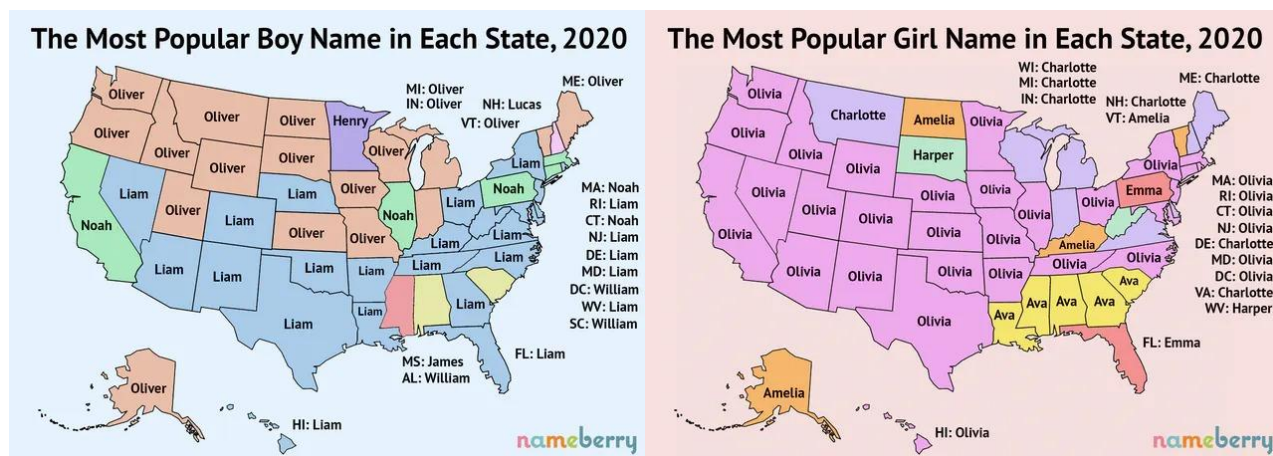 The Most Popular Boy Name in Each State, 2020
MI: Oliver
IN: Oliver
NH: Lucas
VT: Oliver
ME: Oliver
Oliver
Oliver
Oliver
Oliver
Oliver
Oliver
Oliver
Henry
Oliver
Liam
Liam
Oliver
Liam
Liam
Oliver
Noah
Liam
Noah
Noah
Oliver
Oliver
Liam
Liam
Liam
Liam
Liam
Liam
Liam
Liam
Liam
Liam
Liam
Liam
MA: Noah
RI: Liam
CT: Noah
NJ: Liam
DE: Liam
MD: Liam
DC: William
WV: Liam
SC: William
MS: James
AL: William
FL: Liam
Oliver
HI: Liam
nameberry
The Most Popular Girl Name in Each State, 2020
WI: Charlotte
MI: Charlotte
IN: Charlotte
NH: Charlotte
VT: Amelia
ME: Charlotte
Olivia
Olivia
Charlotte
Amelia
Olivia
Olivia
Olivia
Harper
Olivia
Emma
Olivia
Olivia
Olivia
Olivia
Olivia
Olivia
Olivia
Olivia
Olivia
Olivia
Amelia
Olivia
Olivia
Olivia
Olivia
Olivia
Olivia
Olivia
Olivia
Ava
Ava
Ava
Ava
Ava
MA: Olivia
RI: Olivia
CT: Olivia
NJ: Olivia
DE: Charlotte
MD: Olivia
DC: Olivia
VA: Charlotte
WV: Harper
FL: Emma
Amelia
HI: Olivia
nameberry